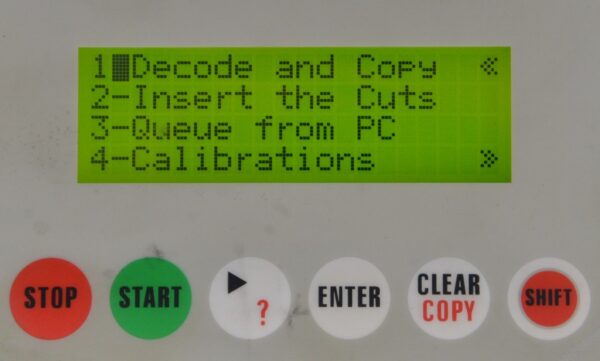 1 Decode and Copy «
2-Insert the Cuts
3-Queue from PC
4-Calibrations »
STOP
START
?
ENTER
CLEAR
COPY
SHIFT